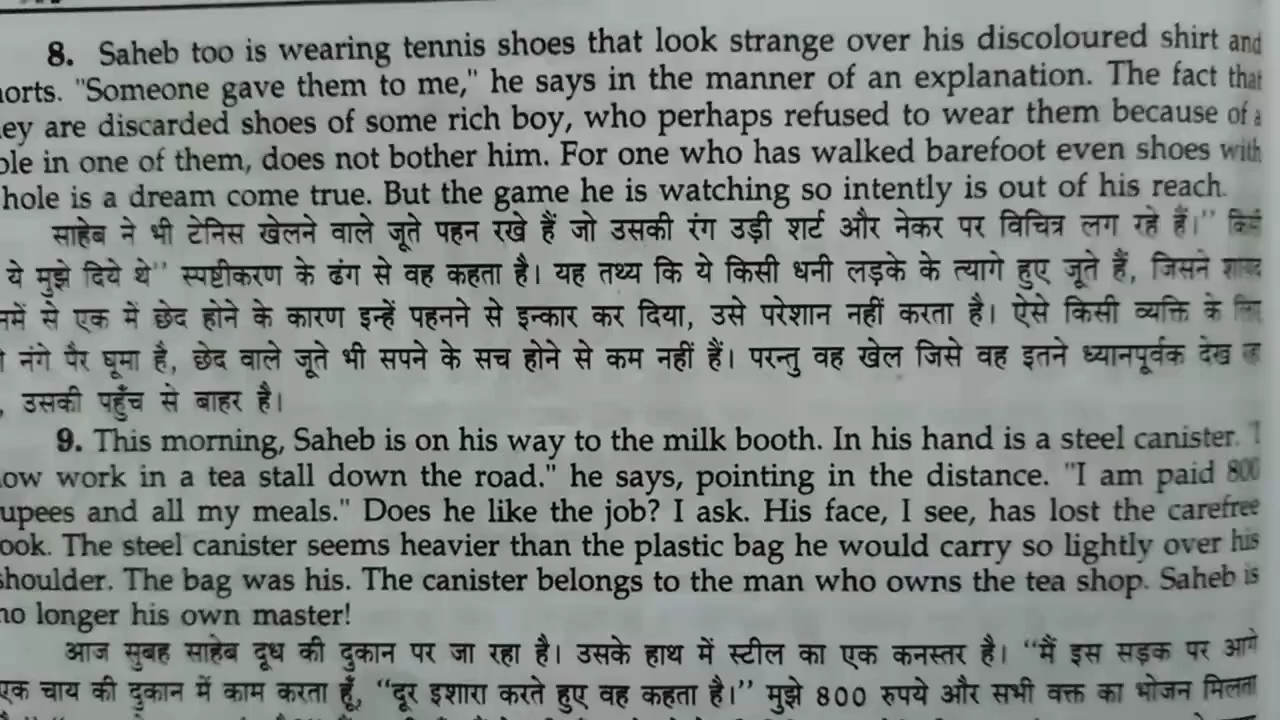 8. Saheb too is wearing tennis shoes that look strange over his discoloured shirt and
orts. "Someone gave them to me," he says in the manner of an explanation. The fact that
ey are discarded shoes of some rich boy, who perhaps refused to wear them because of a
ole in one of them, does not bother him. For one who has walked barefoot even shoes with
hole is a dream come true. But the game he is watching so intently is out of his reach.
साहेब ने भी टेनिस खेलने वाले जूते पहन रखे हैं जो उसकी रंग उड़ी शर्ट और नेकर पर विचित्र लग रहे हैं।"
ये मुझे दिये थे" स्पष्टीकरण के ढंग से वह कहता है। यह तथ्य कि ये किसी धनी लड़के के त्यागे हुए जूते हैं, जिसने शायद
नमें से एक में छेद होने के कारण इन्हें पहनने से इन्कार कर दिया, उसे परेशान नहीं करता है। ऐसे किसी व्यक्ति के
नंगे पैर घूमा है, छेद वाले जूते भी सपने के सच होने से कम नहीं हैं। परन्तु वह खेल जिसे वह इतने ध्यानपूर्वक देख
, उसकी पहुँच से बाहर है।
9. This morning, Saheb is on his way to the milk booth. In his hand is a steel canister.
ow work in a tea stall down the road." he says, pointing in the distance. "I am paid 800
upees and all my meals." Does he like the job? I ask. His face, I see, has lost the carefree
ook. The steel canister seems heavier than the plastic bag he would carry so lightly over his
shoulder. The bag was his. The canister belongs to the man who owns the tea shop. Saheb is
no longer his own master!
आज सुबह साहेब दूध की दुकान पर जा रहा है। उसके हाथ में स्टील का एक कनस्तर है। "मैं इस सड़क पर आगे
एक चाय की दुकान में काम करता हूँ, "दूर इशारा करते हुए वह कहता है।" मुझे 800 रुपये और सभी वक्त का भोजन मिलता